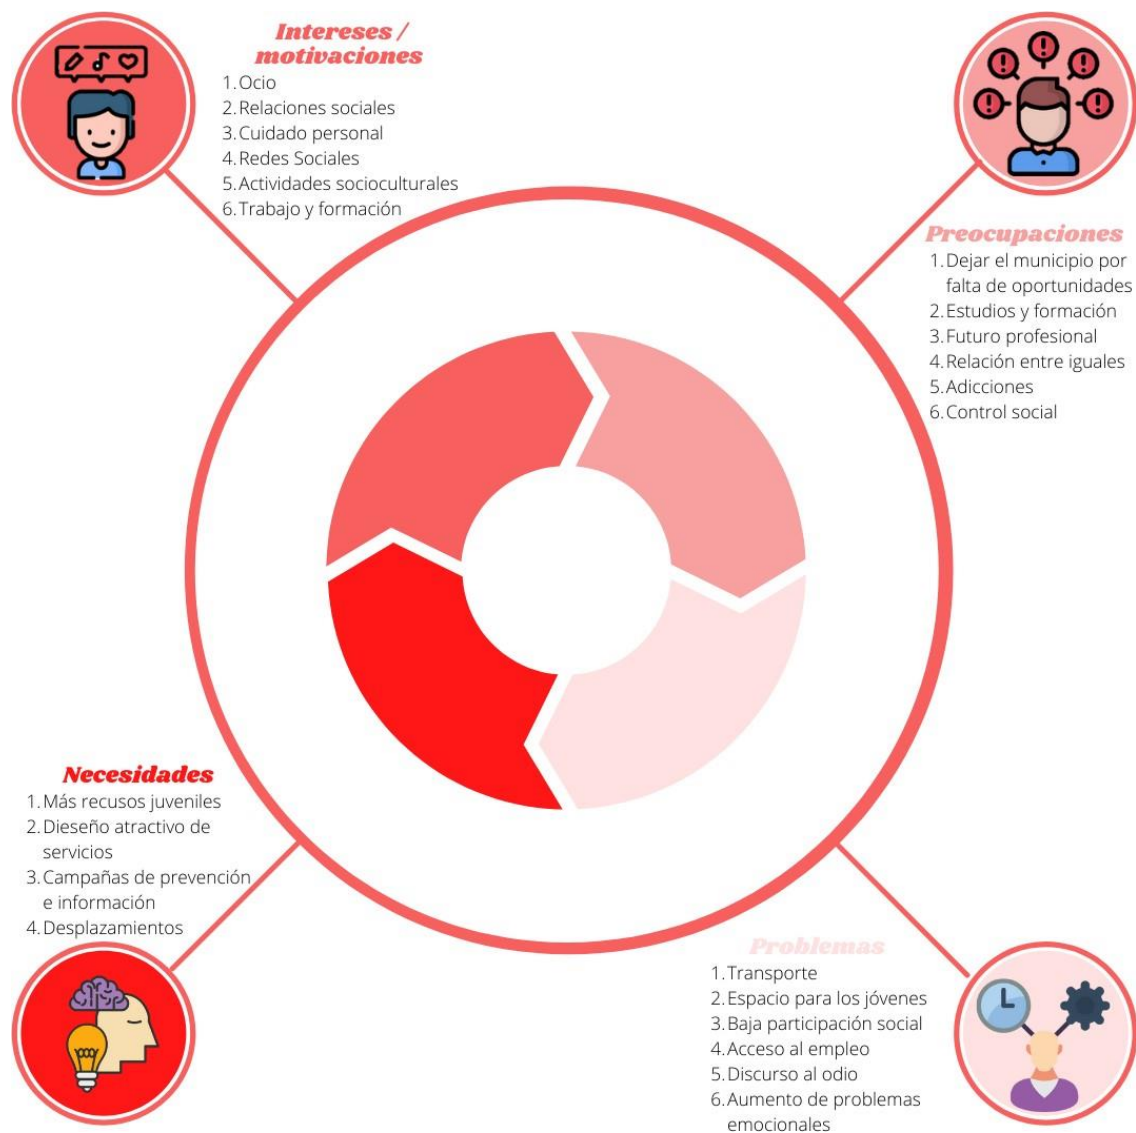 Intereses /
motivaciones
1. Ocio
2. Relaciones sociales
3. Cuidado personal
4. Redes Sociales
5. Actividades socioculturales
6. Trabajo y formación
Preocupaciones
1. Dejar el municipio por
falta de oportunidades
2. Estudios y formación
3. Futuro profesional
4. Relación entre iguales
5. Adicciones
6. Control social
Necesidades
1. Más recusos juveniles
2. Dieseño atractivo de
servicios
3. Campañas de prevención
e información
4. Desplazamientos
Problemas
1. Transporte
2. Espacio para los jóvenes
3. Baja participación social
4. Acceso al empleo
5. Discurso al odio
6. Aumento de problemas
emocionales